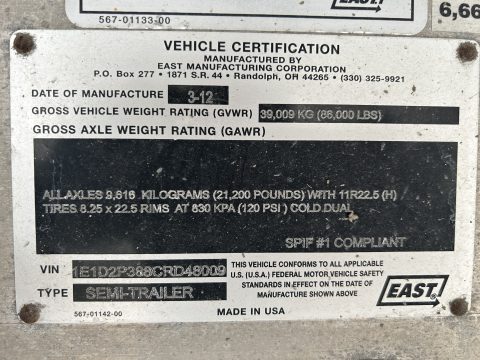 567-01133-00
EAST
6,66
VEHICLE CERTIFICATION
MANUFACTURED BY
EAST MANUFACTURING CORPORATION
P.O. Box 277 • 1871 S.R. 44 • Randolph, OH 44265 • (330) 325-9921
DATE OF MANUFACTURE 3-12
GROSS VEHICLE WEIGHT RATING (GVWR) 39,009 KG (86,000 LBS)
GROSS AXLE WEIGHT RATING (GAWR)
ALL AXLES 9,616 KILOGRAMS (21,200 POUNDS) WITH 11R22.5 (H)
TIRES 8.25 x 22.5 RIMS AT 830 KPA (120 PSI) COLD DUAL
SPIF #1 COMPLIANT
VIN 1E1D2P388CRD48009
THIS VEHICLE CONFORMS TO ALL APPLICABLE
U.S. (U.S.A.) FEDERAL MOTOR VEHICLE SAFETY
STANDARDS IN EFFECT ON THE DATE OF
MANUFACTURE SHOWN ABOVE
TYPE SEMI-TRAILER
EAST
567-01142-00
MADE IN USA